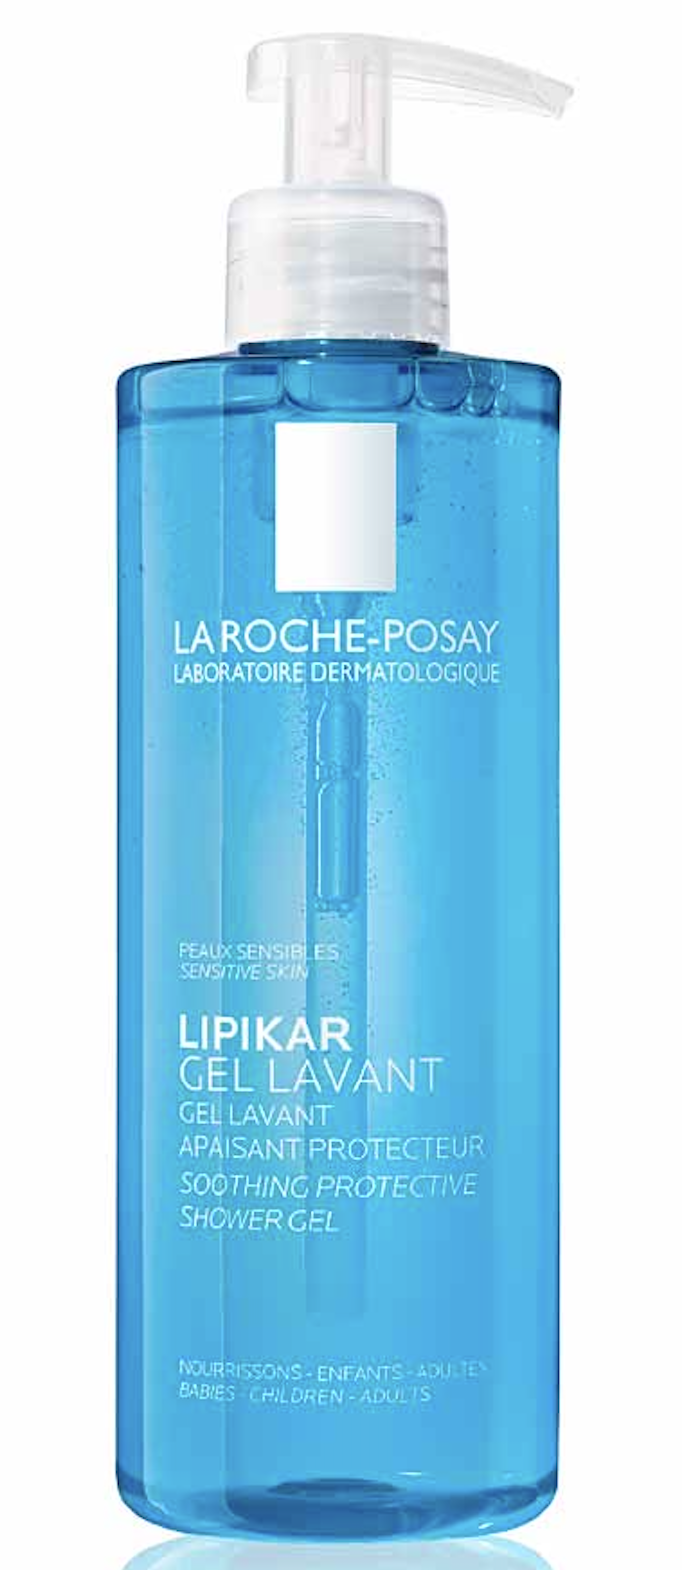 LA ROCHE-POSAY
LABORATOIRE DERMATOLOGIQUE
PEAUX SENSIBLES
SENSITIVE SKIN
LIPIKAR
GEL LAVANT
GEL LAVANT
APAISANT PROTECTEUR
SOOTHING PROTECTIVE
SHOWER GEL
NOURRISSONS - ENFANTS - ADULTES
BABIES - CHILDREN - ADULTS